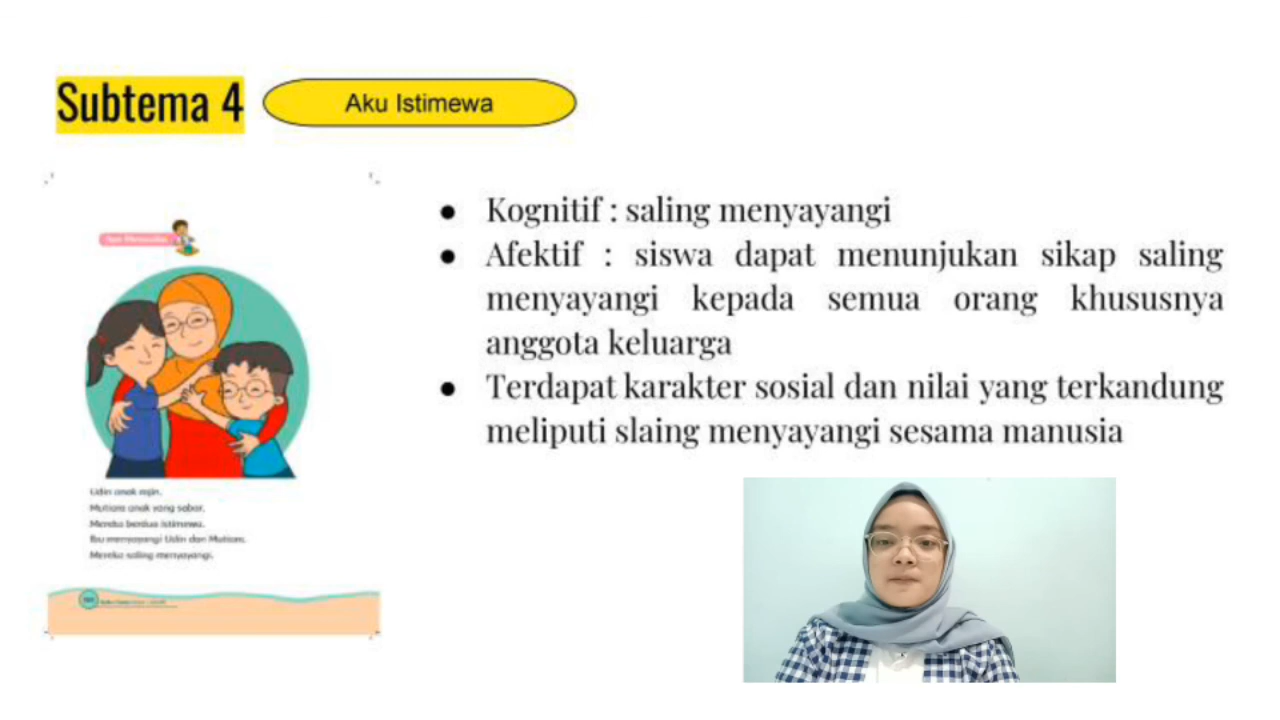 Subtema 4
Aku Istimewa
● Kognitif : saling menyayangi
● Afektif : siswa dapat menunjukan sikap saling
menyayangi kepada semua orang khususnya
anggota keluarga
● Terdapat karakter sosial dan nilai yang terkandung
meliputi slaing menyayangi sesama manusia
Udin anak rajin.
Mutiara anak yang sabar.
Mereka berdua istimewa.
Ibu menyayangi Udin dan Mutiara.
Mereka saling menyayangi.